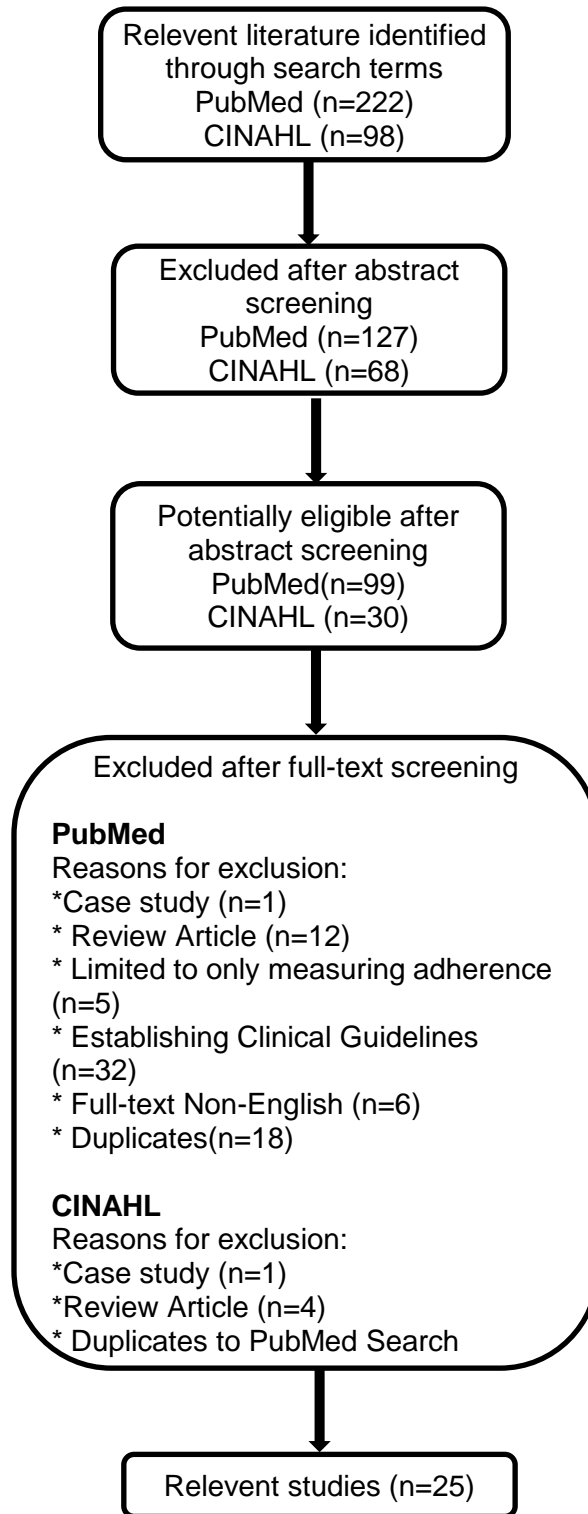 Relevent literature identified
through search terms
PubMed (n=222)
CINAHL (n=98)
Excluded after abstract
screening
PubMed (n=127)
CINAHL (n=68)
Potentially eligible after
abstract screening
PubMed(n=99)
CINAHL (n=30)
Excluded after full-text screening
PubMed
Reasons for exclusion:
*Case study (n=1)
* Review Article (n=12)
* Limited to only measuring adherence
(n=5)
* Establishing Clinical Guidelines
(n=32)
* Full-text Non-English (n=6)
* Duplicates(n=18)
CINAHL
Reasons for exclusion:
*Case study (n=1)
*Review Article (n=4)
* Duplicates to PubMed Search
Relevent studies (n=25)